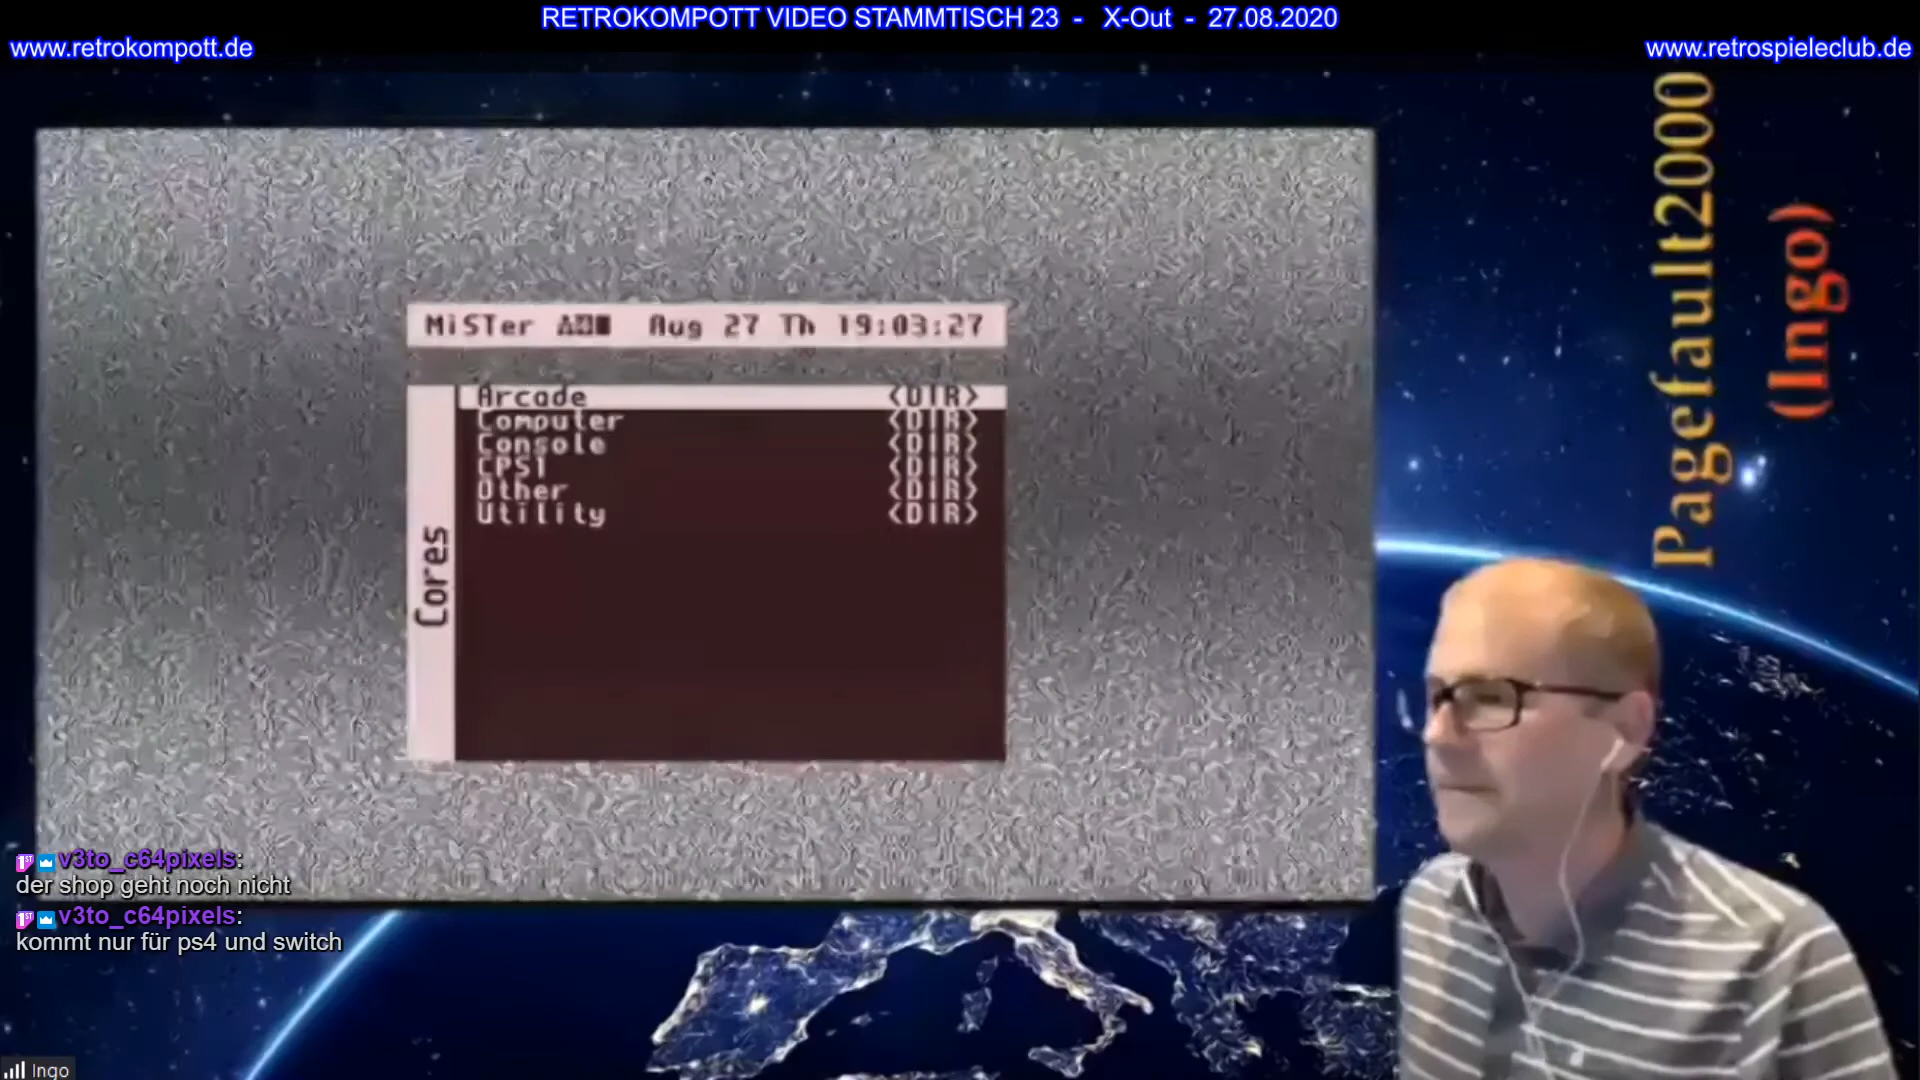 RETROKOMPOTT VIDEO STAMMTISCH 23 - X-Out - 27.08.2020
www.retrokompott.de
www.retrospieleclub.de
MiSTer Aug 27 Th 19:03:27
Arcade <DIR>
Computer <DIR>
Console <DIR>
CPS1 <DIR>
Other <DIR>
Utility <DIR>
Cores
Pagefault2000
(Ingo)
v3to_c64pixels:
der shop geht noch nicht
v3to_c64pixels:
kommt nur für ps4 und switch
Ingo